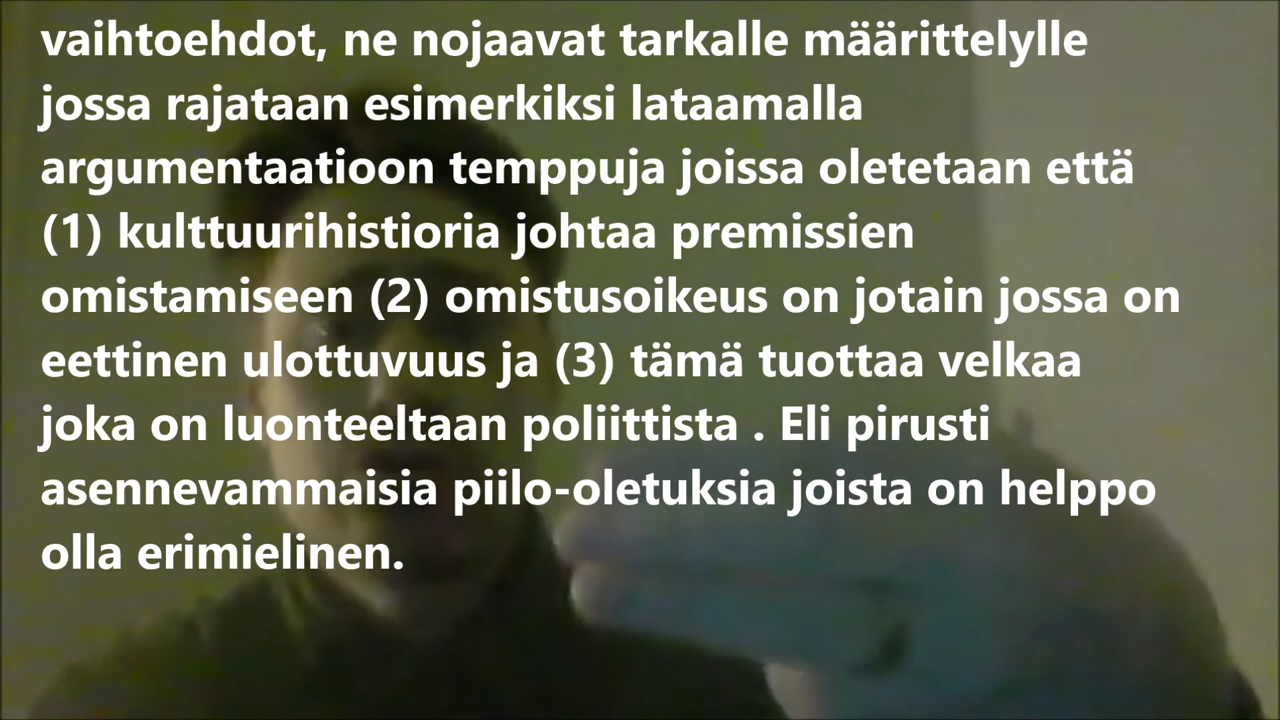 vaihtoehdot, ne nojaavat tarkalle määrittelylle
jossa rajataan esimerkiksi lataamalla
argumentaatioon temppuja joissa oletetaan että
(1) kulttuurihistioria johtaa premissien
omistamiseen (2) omistusoikeus on jotain jossa on
eettinen ulottuvuus ja (3) tämä tuottaa velkaa
joka on luonteeltaan poliittista . Eli pirusti
asennevammaisia piilo-oletuksia joista on helppo
olla erimielinen.